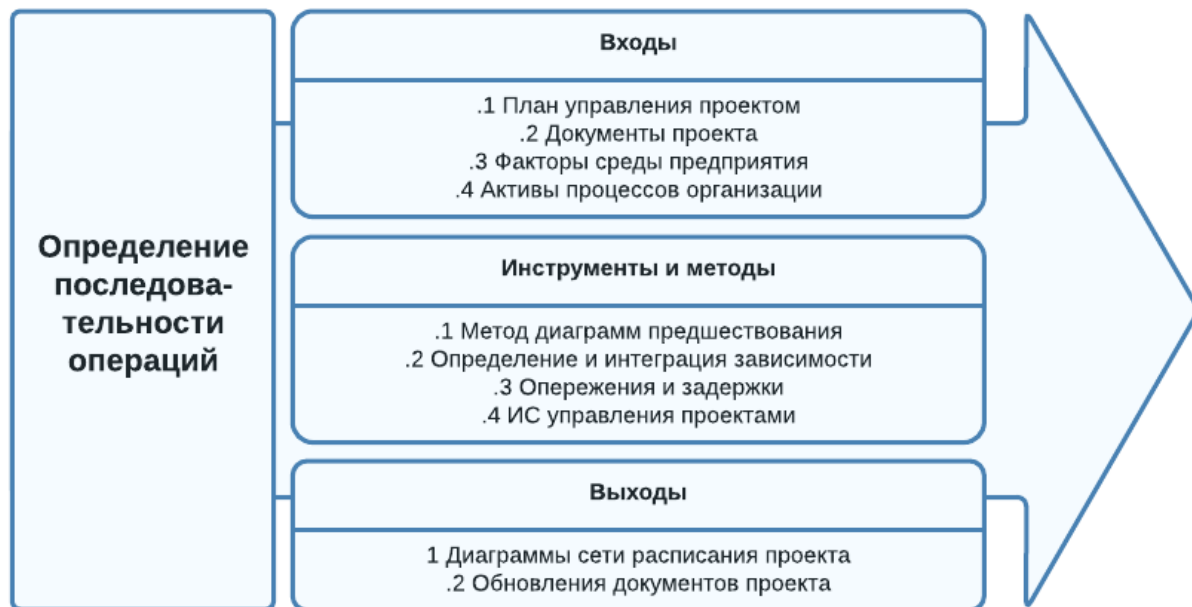 Определение
последова-
тельности
операций
Входы
.1 План управления проектом
.2 Документы проекта
.3 Факторы среды предприятия
.4 Активы процессов организации
Инструменты и методы
.1 Метод диаграмм предшествования
.2 Определение и интеграция зависимости
.3 Опережения и задержки
.4 ИС управления проектами
Выходы
1 Диаграммы сети расписания проекта
.2 Обновления документов проекта